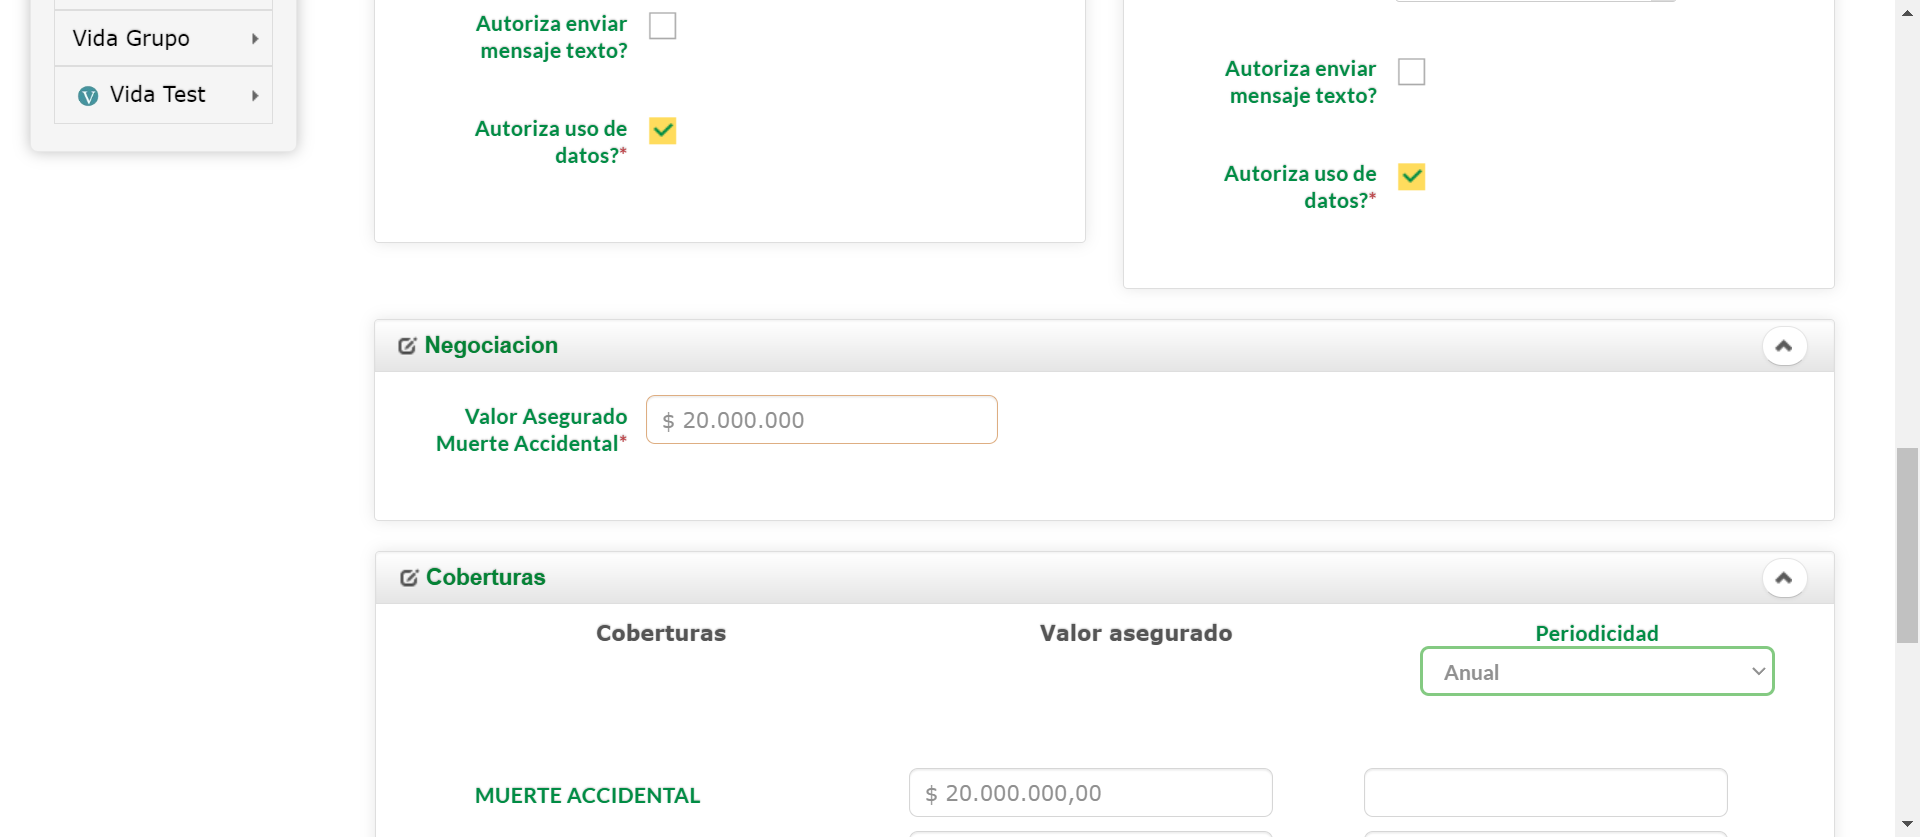 Vida Grupo
Vida Test
Autoriza enviar
mensaje texto?
Autoriza uso de
datos?*
Autoriza enviar
mensaje texto?
Autoriza uso de
datos?*
Negociacion
Valor Asegurado
Muerte Accidental*
$ 20.000.000
Coberturas
Coberturas Valor asegurado Periodicidad
Anual
MUERTE ACCIDENTAL $ 20.000.000,00